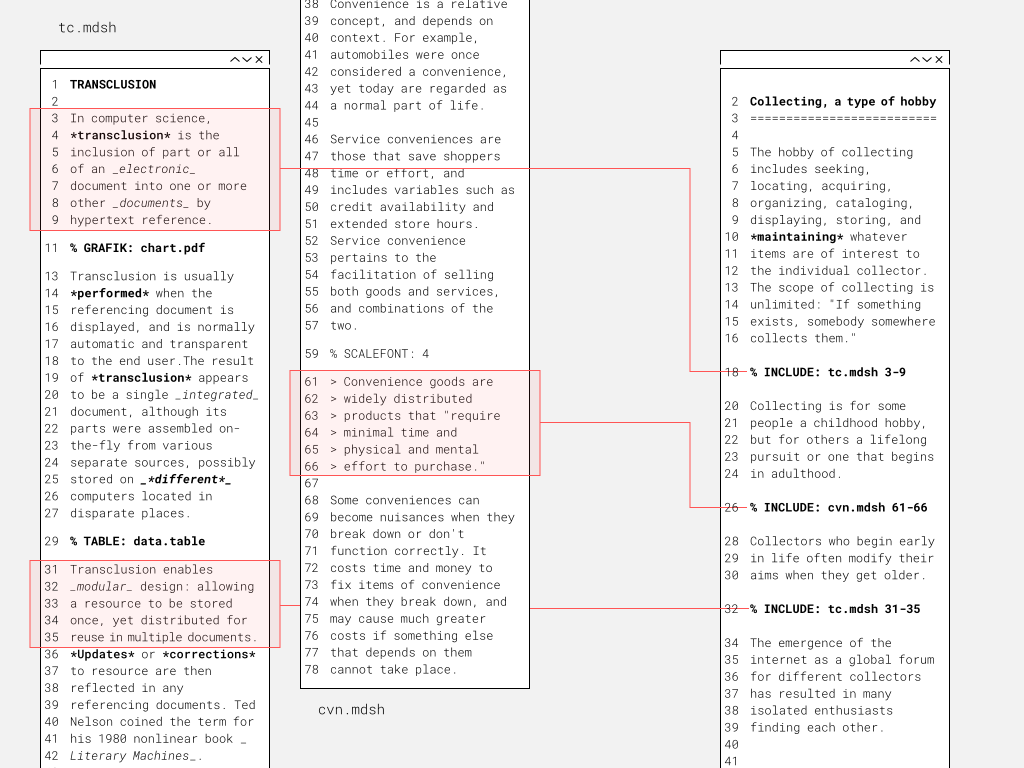 tc.mdsh
1 TRANSCLUSION
2
3 In computer science,
4 *transclusion* is the
5 inclusion of part or all
6 of an _electronic_
7 document into one or more
8 other _documents_ by
9 hypertext reference.
11 % GRAFIK: chart.pdf
13 Transclusion is usually
14 *performed* when the
15 referencing document is
16 displayed, and is normally
17 automatic and transparent
18 to the end user.The result
19 of *transclusion* appears
20 to be a single _integrated_
21 document, although its
22 parts were assembled on-
23 the-fly from various
24 separate sources, possibly
25 stored on _*different*_
26 computers located in
27 disparate places.
29 % TABLE: data.table
31 Transclusion enables
32 _modular_ design: allowing
33 a resource to be stored
34 once, yet distributed for
35 reuse in multiple documents.
36 *Updates* or *corrections*
37 to resource are then
38 reflected in any
39 referencing documents. Ted
40 Nelson coined the term for
41 his 1980 nonlinear book _
42 Literary Machines_.
38 Convenience is a relative
39 concept, and depends on
40 context. For example,
41 automobiles were once
42 considered a convenience,
43 yet today are regarded as
44 a normal part of life.
45
46 Service conveniences are
47 those that save shoppers
48 time or effort, and
49 includes variables such as
50 credit availability and
51 extended store hours.
52 Service convenience
53 pertains to the
54 facilitation of selling
55 both goods and services,
56 and combinations of the
57 two.
59 % SCALEFONT: 4
61 > Convenience goods are
62 > widely distributed
63 > products that "require
64 > minimal time and
65 > physical and mental
66 > effort to purchase."
67
68 Some conveniences can
69 become nuisances when they
70 break down or don't
71 function correctly. It
72 costs time and money to
73 fix items of convenience
74 when they break down, and
75 may cause much greater
76 costs if something else
77 that depends on them
78 cannot take place.
cvn.mdsh
2 Collecting, a type of hobby
3 ==========================
4
5 The hobby of collecting
6 includes seeking,
7 locating, acquiring,
8 organizing, cataloging,
9 displaying, storing, and
10 *maintaining* whatever
11 items are of interest to
12 the individual collector.
13 The scope of collecting is
14 unlimited: "If something
15 exists, somebody somewhere
16 collects them."
18 % INCLUDE: tc.mdsh 3-9
20 Collecting is for some
21 people a childhood hobby,
22 but for others a lifelong
23 pursuit or one that begins
24 in adulthood.
26 % INCLUDE: cvn.mdsh 61-66
28 Collectors who begin early
29 in life often modify their
30 aims when they get older.
32 % INCLUDE: tc.mdsh 31-35
34 The emergence of the
35 internet as a global forum
36 for different collectors
37 has resulted in many
38 isolated enthusiasts
39 finding each other.
40
41